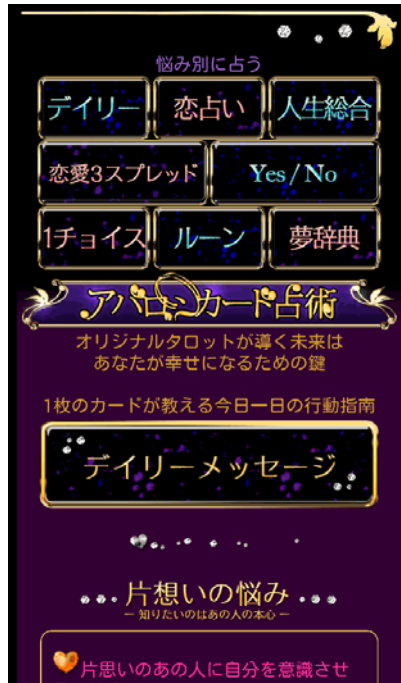 悩み別に占う
デイリー 恋占い 人生総合
恋愛3スプレッド Yes/No
1チョイス ルーン 夢辞典
アバロンカード占術
オリジナルタロットが導く未来は
あなたが幸せになるための鍵
1枚のカードが教える今日一日の行動指南
デイリーメッセージ
片想いの悩み
ー 知りたいのはあの人の本心 ー
片思いのあの人に自分を意識させ